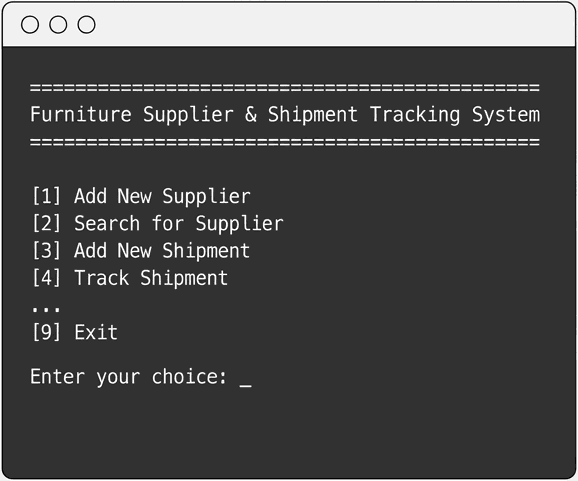 ==============================================
Furniture Supplier & Shipment Tracking System
==============================================
[1] Add New Supplier
[2] Search for Supplier
[3] Add New Shipment
[4] Track Shipment
...
[9] Exit
Enter your choice: _